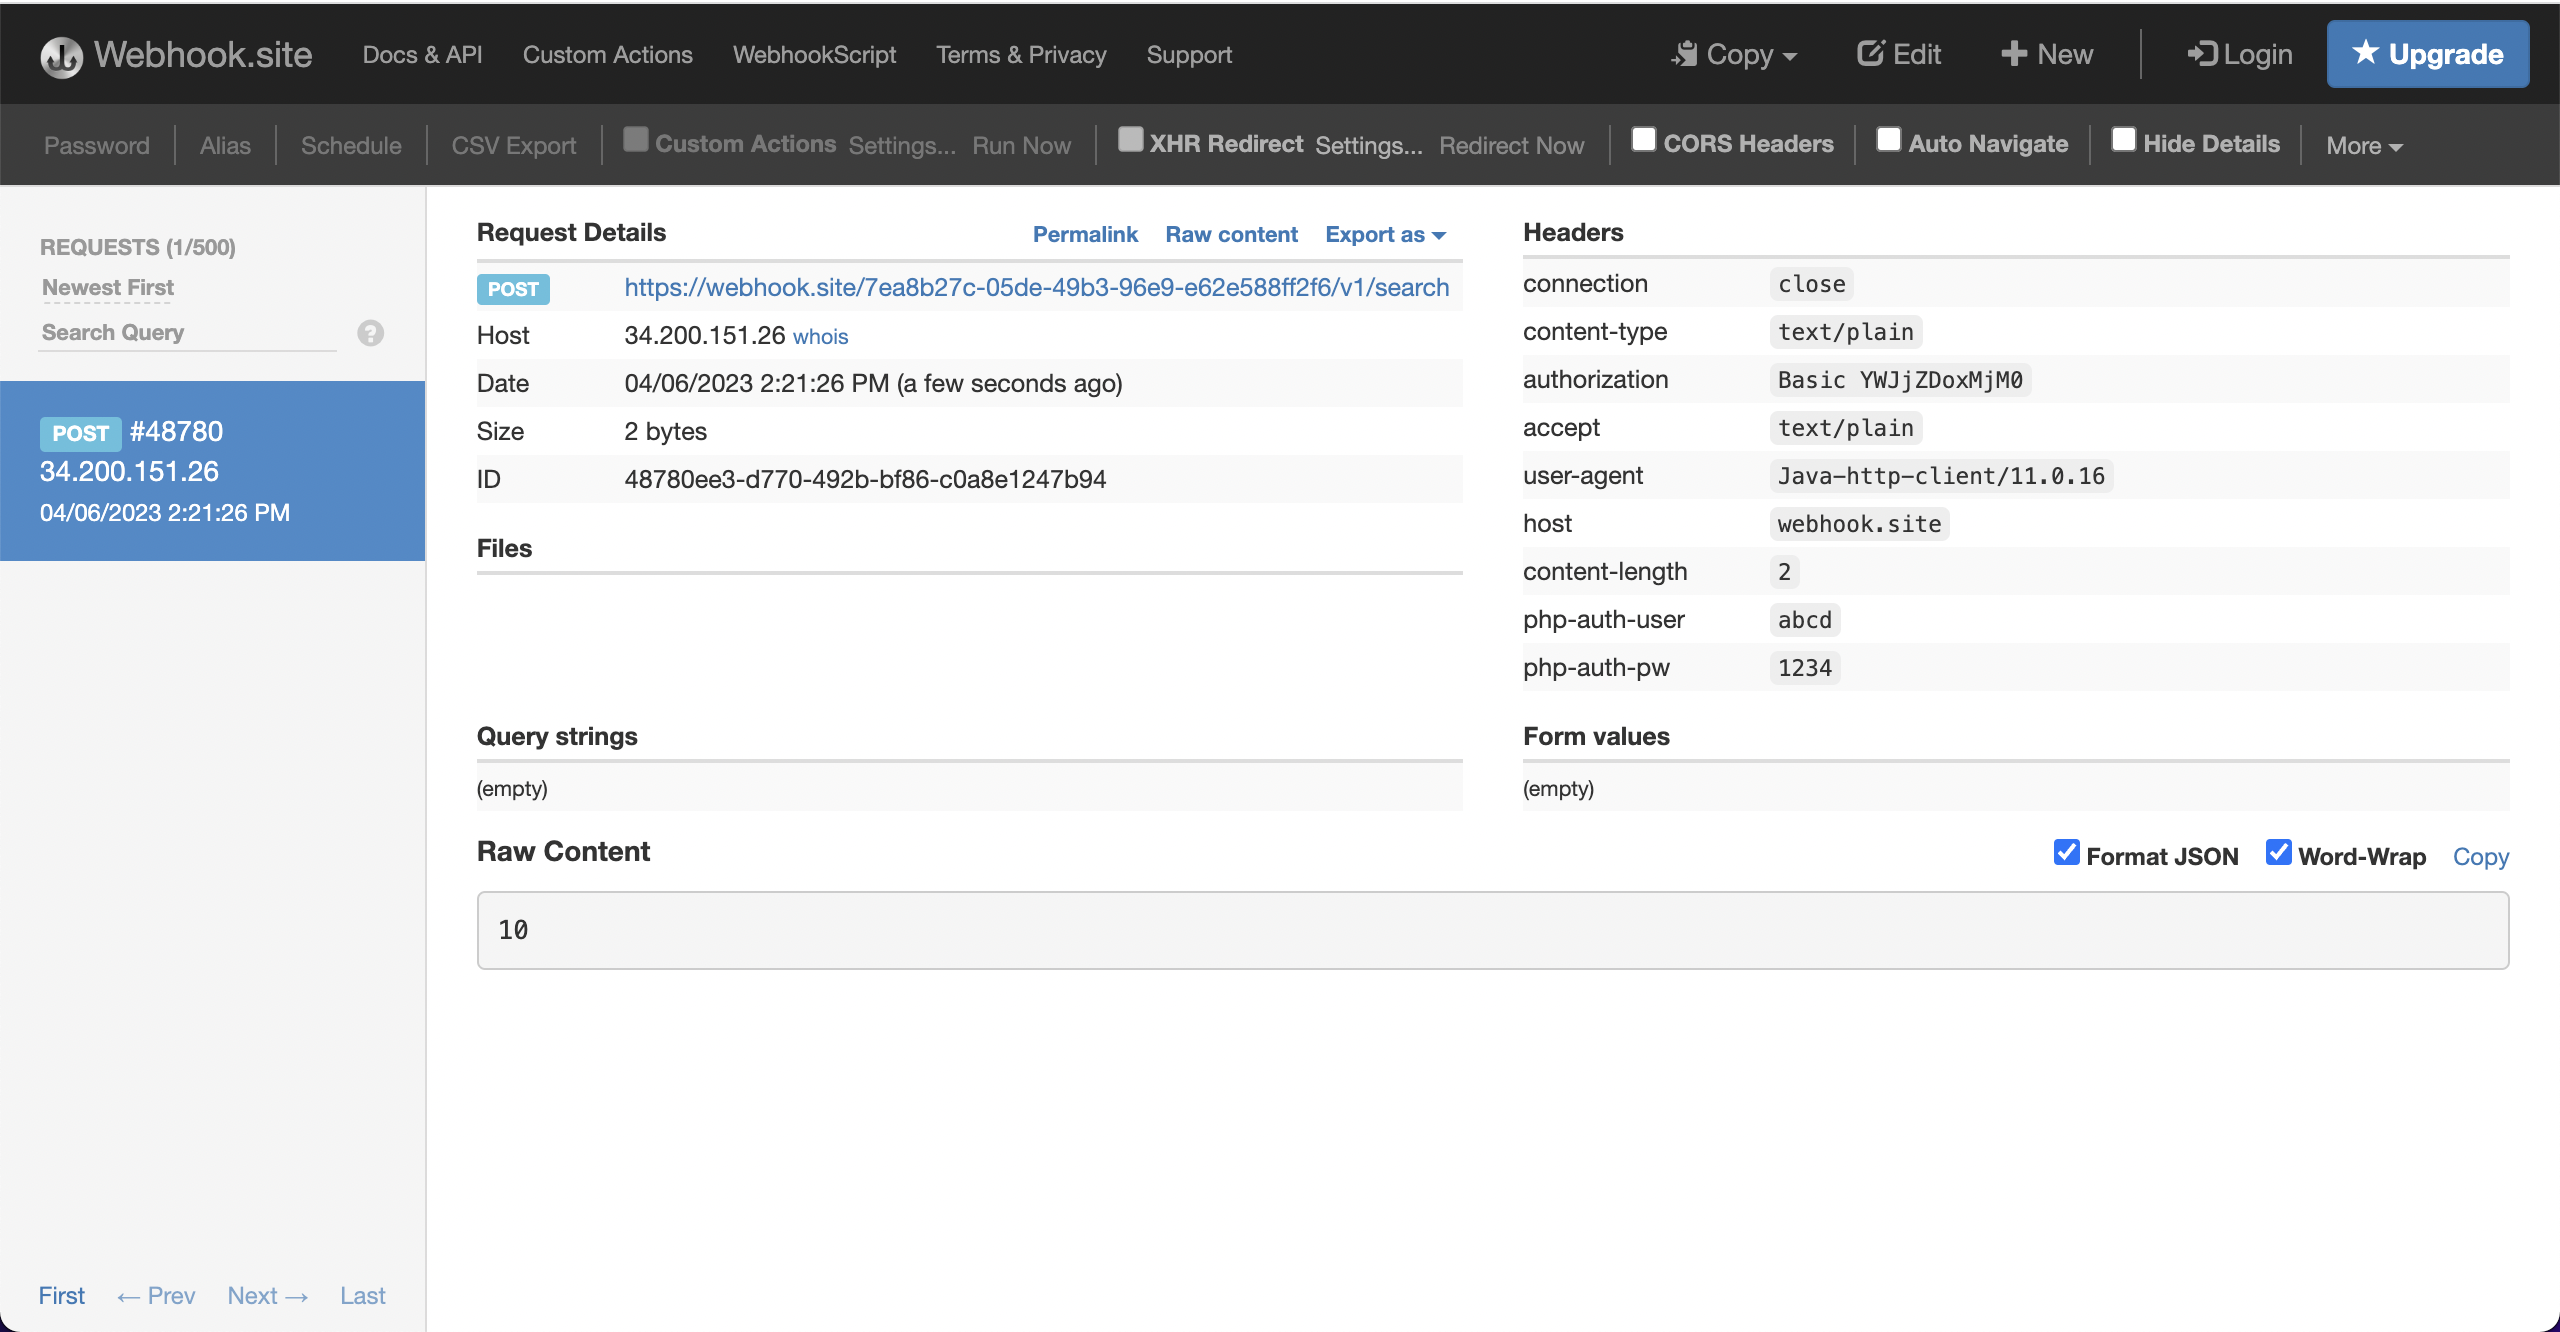 Webhook.site Docs & API Custom Actions WebhookScript Terms & Privacy Support Copy Edit New Login Upgrade
Password Alias Schedule CSV Export Custom Actions Settings... Run Now XHR Redirect Settings... Redirect Now CORS Headers Auto Navigate Hide Details More
REQUESTS (1/500)
Newest First
Search Query ?
POST #48780
34.200.151.26
04/06/2023 2:21:26 PM
First ← Prev Next → Last
Request Details Permalink Raw content Export as
POST https://webhook.site/7ea8b27c-05de-49b3-96e9-e62e588ff2f6/v1/search
Host 34.200.151.26 whois
Date 04/06/2023 2:21:26 PM (a few seconds ago)
Size 2 bytes
ID 48780ee3-d770-492b-bf86-c0a8e1247b94
Files
Headers
connection close
content-type text/plain
authorization Basic YWJjZDoxMjM0
accept text/plain
user-agent Java-http-client/11.0.16
host webhook.site
content-length 2
php-auth-user abcd
php-auth-pw 1234
Query strings
(empty)
Form values
(empty)
Raw Content Format JSON Word-Wrap Copy
10